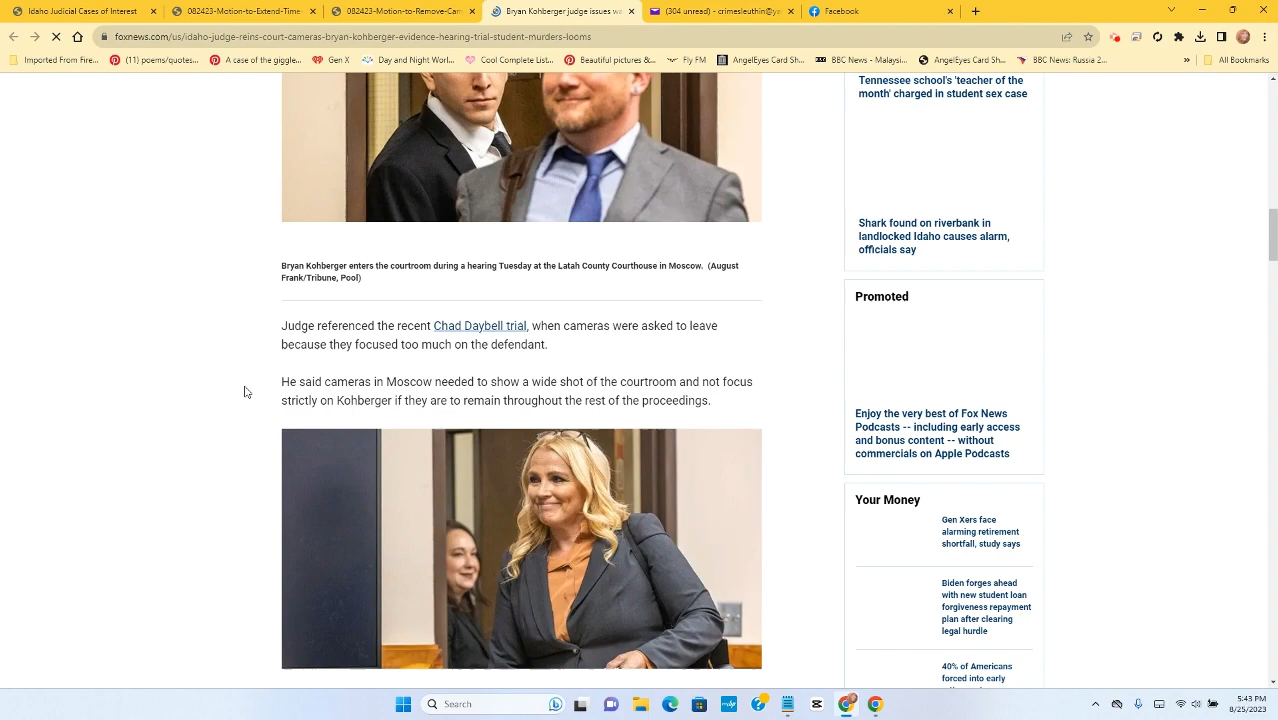 Idaho Judicial Cases of Interest
082423-Motion-to-Extend-Time-
082423-Order-on-Motion-to-
Bryan Kohberger judge issues wa
(300 unread) - crimeelenthi@ya
Facebook
foxnews.com/us/idaho-judge-reins-court-cameras-bryan-kohberger-evidence-hearing-student-murders-looms
Imported From Fire...
(11) Pinterest
A case of the giggle...
Gen X
Day and Night Worl...
Cool Complete List...
Beautiful pictures &...
Fly FM
AngelEyes Card Sh...
BBC News - Malaysi...
AngelEyes Card Sh...
BBC News Russia 2...
All Bookmarks
Tennessee school's 'teacher of the
month' charged in student sex case
Shark found on riverbank in
landlocked Idaho causes alarm,
officials say
Bryan Kohberger enters the courtroom during a hearing Tuesday at the Latah County Courthouse in Moscow. (August
Frank/Tribune, Pool)
Judge referenced the recent Chad Daybell trial, when cameras were asked to leave
because they focused too much on the defendant.
He said cameras in Moscow needed to show a wide shot of the courtroom and not focus
strictly on Kohberger if they are to remain throughout the rest of the proceedings.
Promoted
Enjoy the very best of Fox News
Podcasts -- including early access
and bonus content -- without
commercials on Apple Podcasts
Your Money
Gen Xers face
alarming retirement
shortfall, study says
Biden forges ahead
with new student loan
forgiveness repayment
plan after clearing
legal hurdle
40% of Americans
forced into early
Search
5:43 PM
8/25/2023